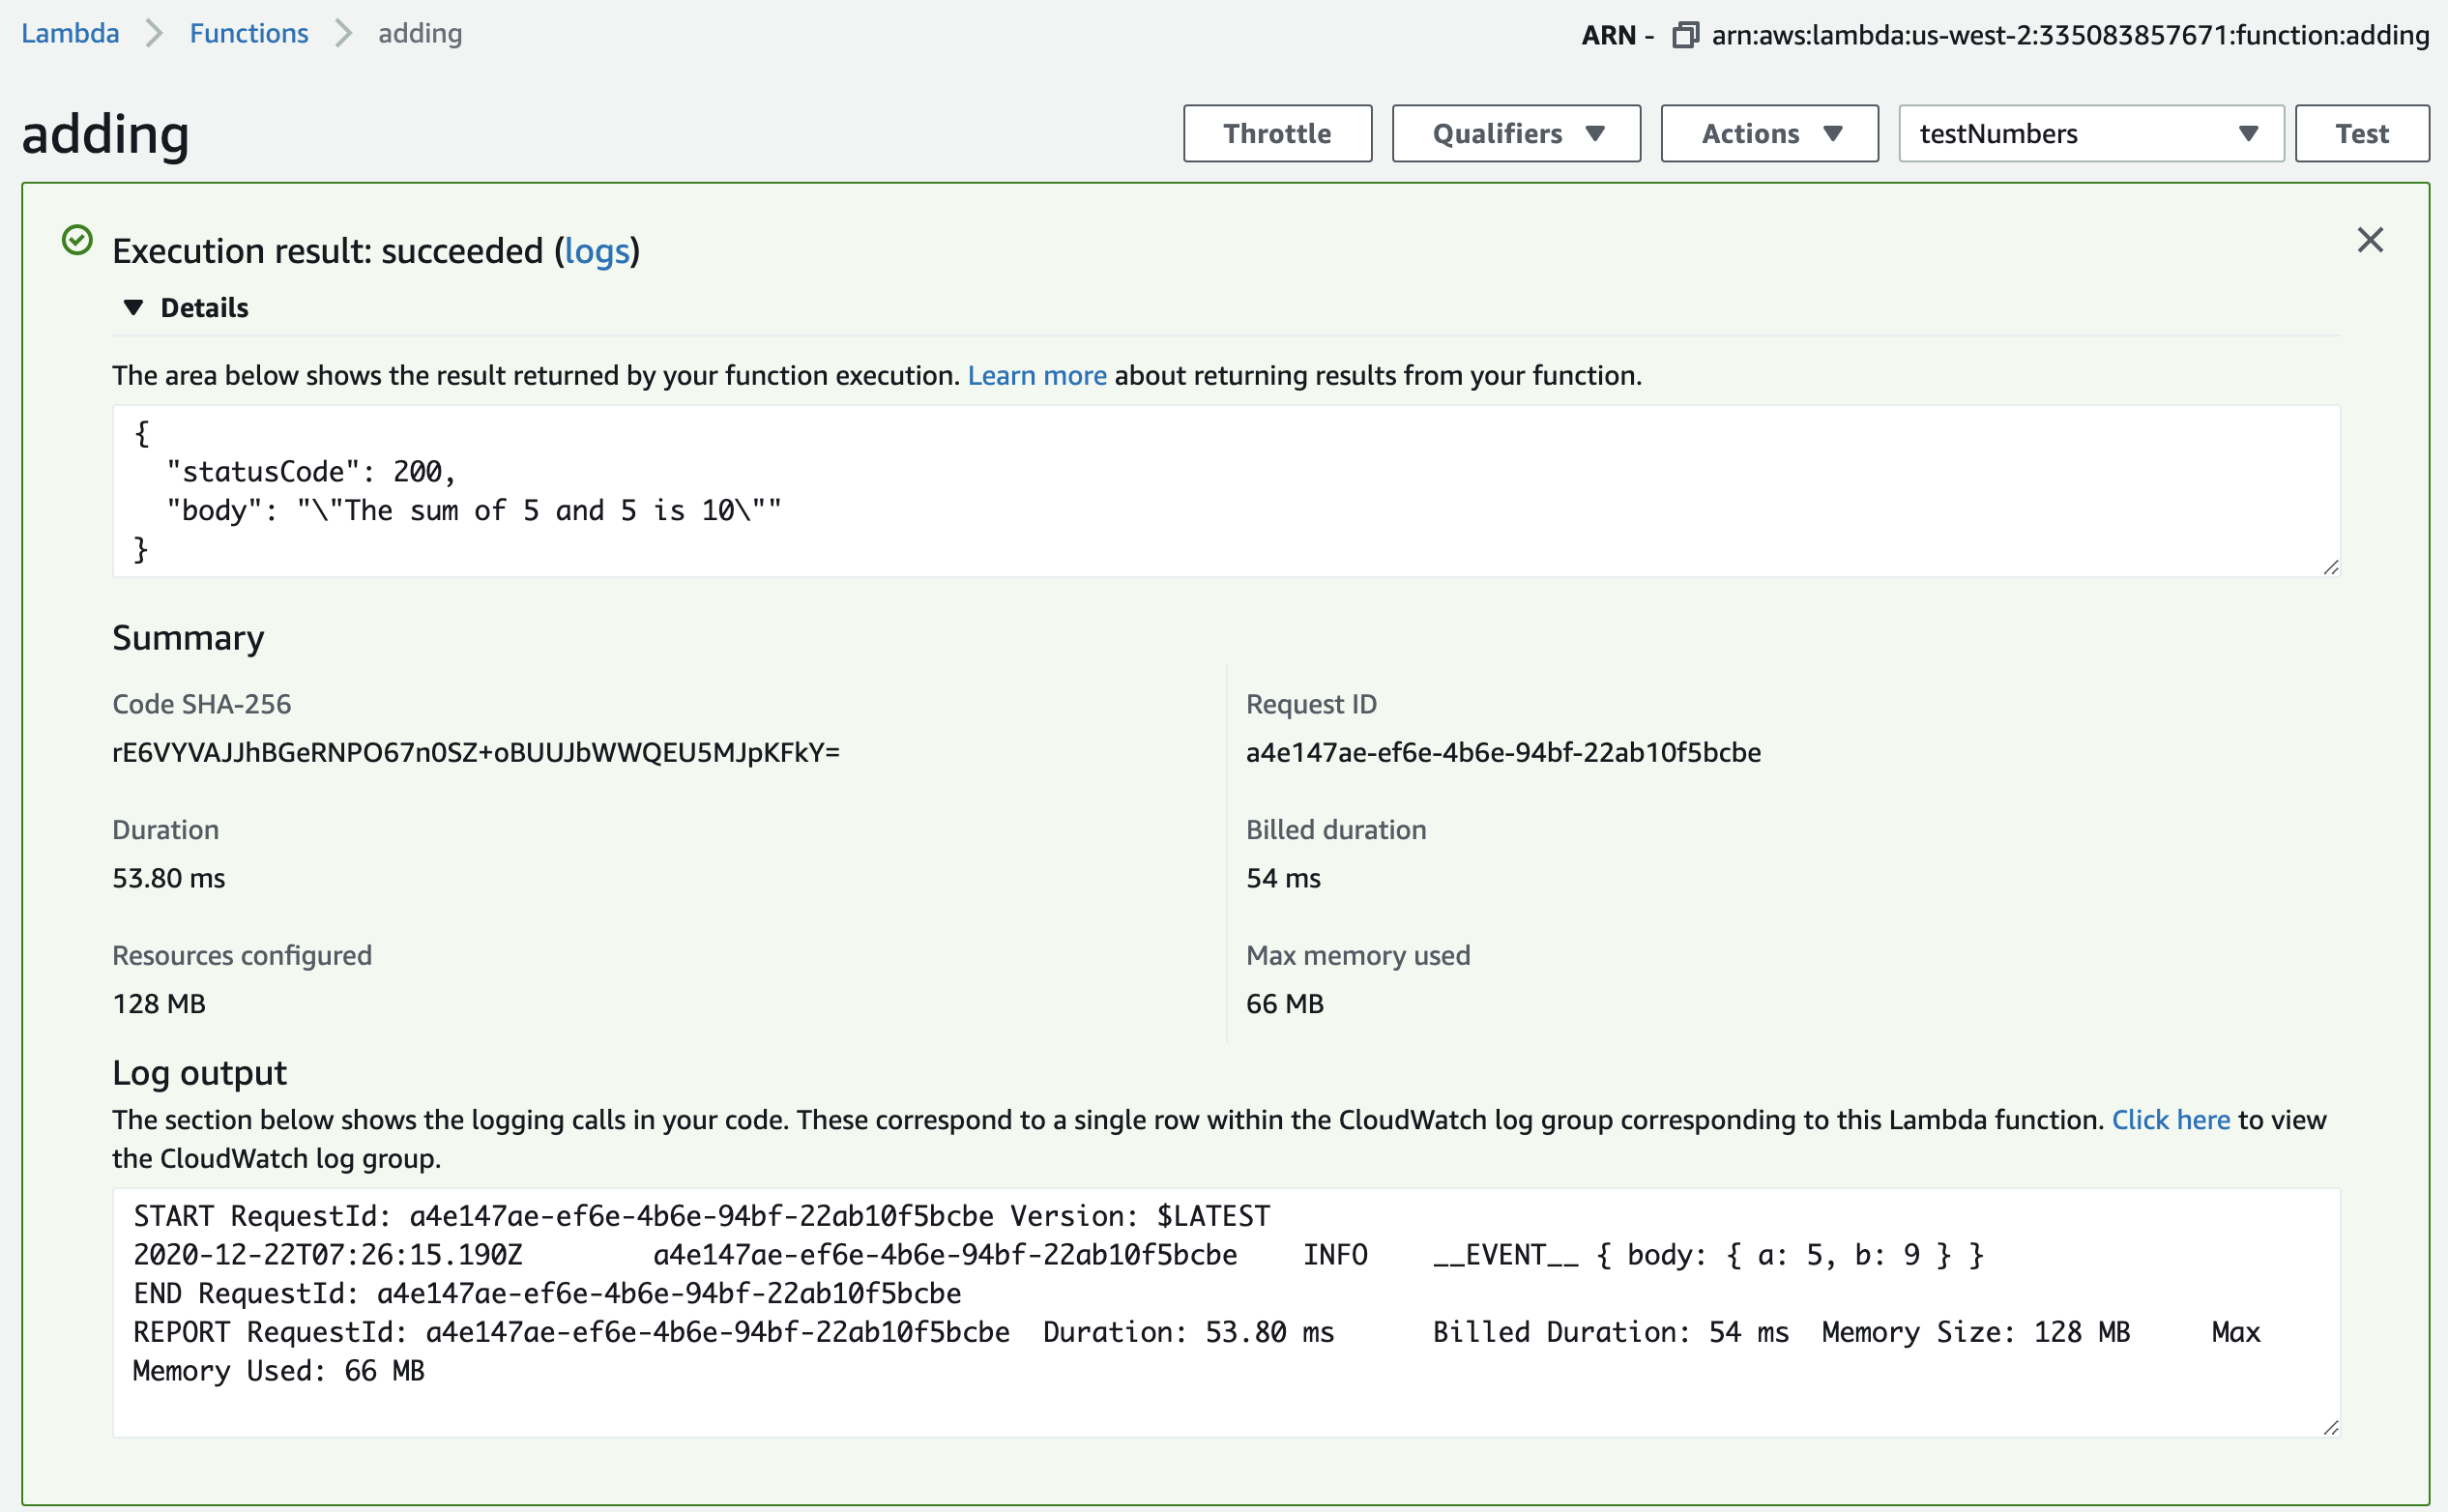 Lambda > Functions > adding
ARN - arn:aws:lambda:us-west-2:335083857671:function:adding
adding
Throttle Qualifiers Actions testNumbers Test
Execution result: succeeded (logs)
Details
The area below shows the result returned by your function execution. Learn more about returning results from your function.
{
  "statusCode": 200,
  "body": "\"The sum of 5 and 5 is 10\""
}
Summary
Code SHA-256
rE6VYVAJJhBGeRNPO67n0SZ+oBUUJbWWQEU5MJpKFkY=
Request ID
a4e147ae-ef6e-4b6e-94bf-22ab10f5bcbe
Duration
53.80 ms
Billed duration
54 ms
Resources configured
128 MB
Max memory used
66 MB
Log output
The section below shows the logging calls in your code. These correspond to a single row within the CloudWatch log group corresponding to this Lambda function. Click here to view
the CloudWatch log group.
START RequestId: a4e147ae-ef6e-4b6e-94bf-22ab10f5bcbe Version: $LATEST
2020-12-22T07:26:15.190Z a4e147ae-ef6e-4b6e-94bf-22ab10f5bcbe INFO __EVENT__ { body: { a: 5, b: 9 } }
END RequestId: a4e147ae-ef6e-4b6e-94bf-22ab10f5bcbe
REPORT RequestId: a4e147ae-ef6e-4b6e-94bf-22ab10f5bcbe Duration: 53.80 ms Billed Duration: 54 ms Memory Size: 128 MB Max
Memory Used: 66 MB